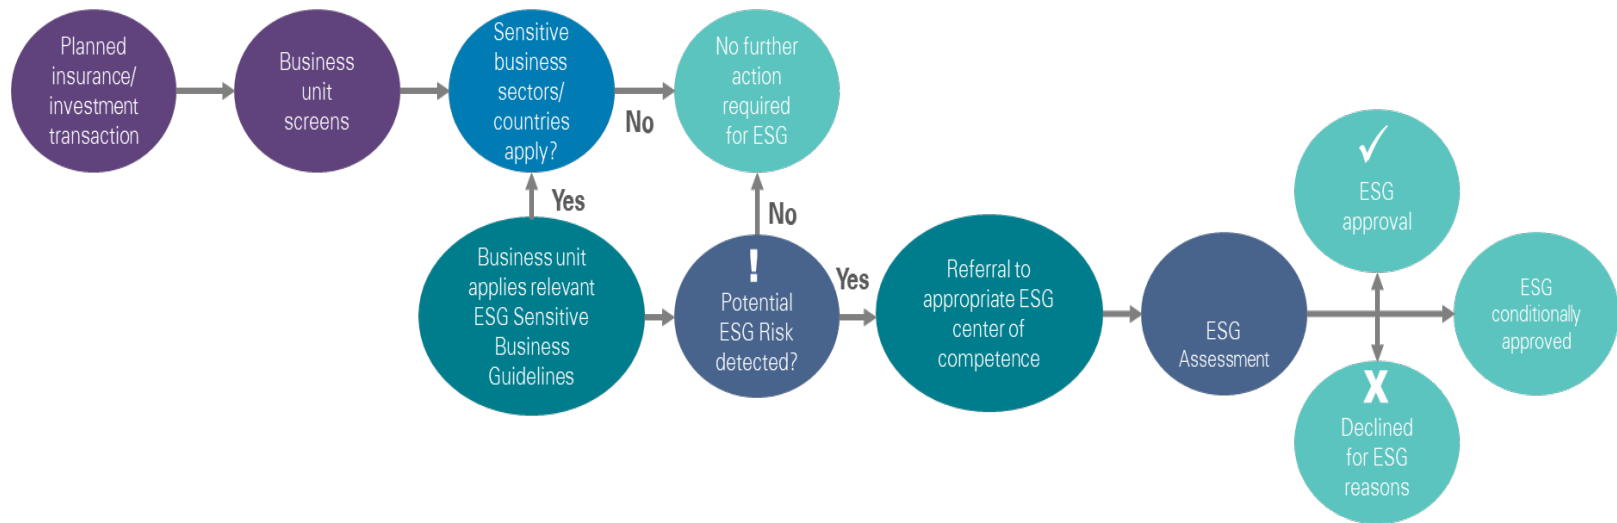 Planned
insurance/
investment
transaction
Business
unit
screens
Sensitive
business
sectors/
countries
apply?
No
No further
action
required
for ESG
Yes
Business unit
applies relevant
ESG Sensitive
Business
Guidelines
No
!
Potential
ESG Risk
detected?
Yes
Referral to
appropriate ESG
center of
competence
ESG
Assessment
✓
ESG
approval
ESG
conditionally
approved
X
Declined
for ESG
reasons